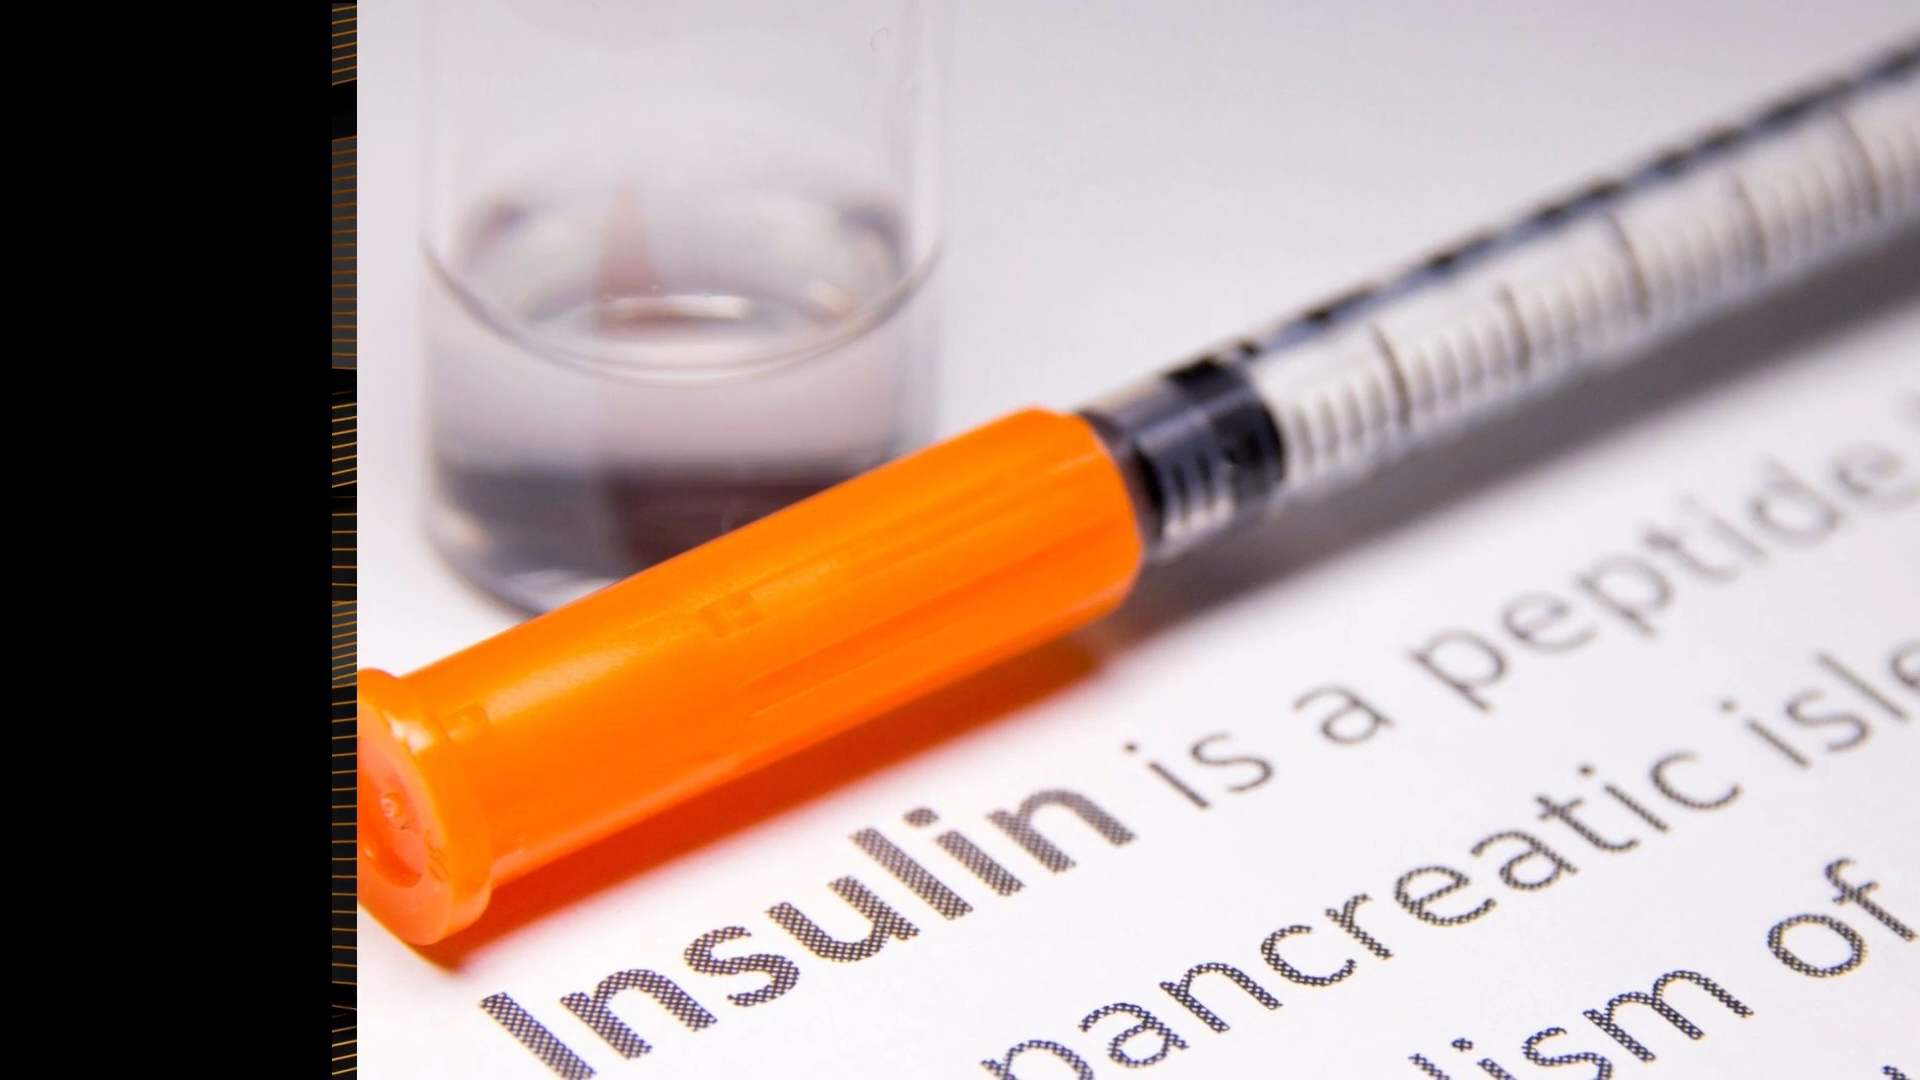 Insulin is a peptide
pancreatic isle
lism of